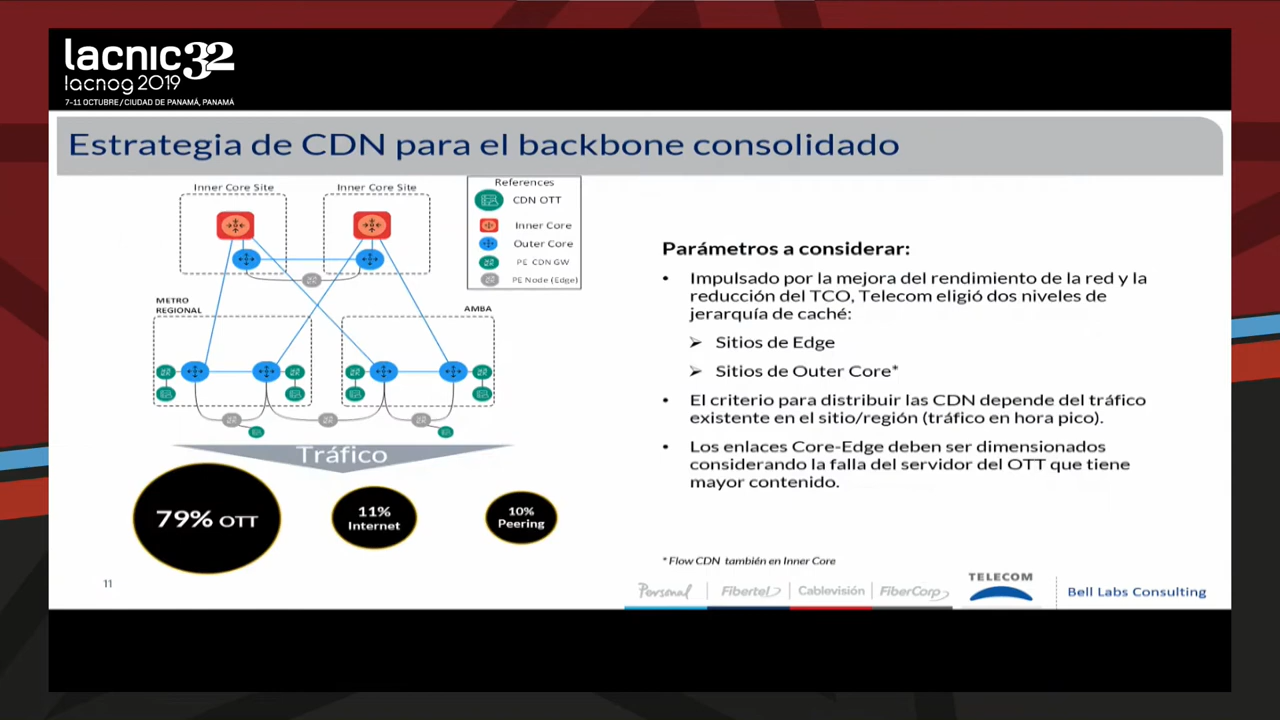 lacnic32
lacnog 2019
7-11 OCTUBRE / CIUDAD DE PANAMÁ, PANAMÁ
Estrategia de CDN para el backbone consolidado
Inner Core Site
Inner Core Site
References
CDN OTT
Inner Core
Outer Core
PE CDN GW
PE Node (Edge)
METRO
REGIONAL
AMBA
Tráfico
79% OTT
11%
Internet
10%
Peering
Parámetros a considerar:
• Impulsado por la mejora del rendimiento de la red y la
reducción del TCO, Telecom eligió dos niveles de
jerarquía de caché:
➢ Sitios de Edge
➢ Sitios de Outer Core*
• El criterio para distribuir las CDN depende del tráfico
existente en el sitio/región (tráfico en hora pico).
• Los enlaces Core-Edge deben ser dimensionados
considerando la falla del servidor del OTT que tiene
mayor contenido.
* Flow CDN también en Inner Core
11
Personal
Fibertel
Cablevisión
FiberCorp
TELECOM
Bell Labs Consulting